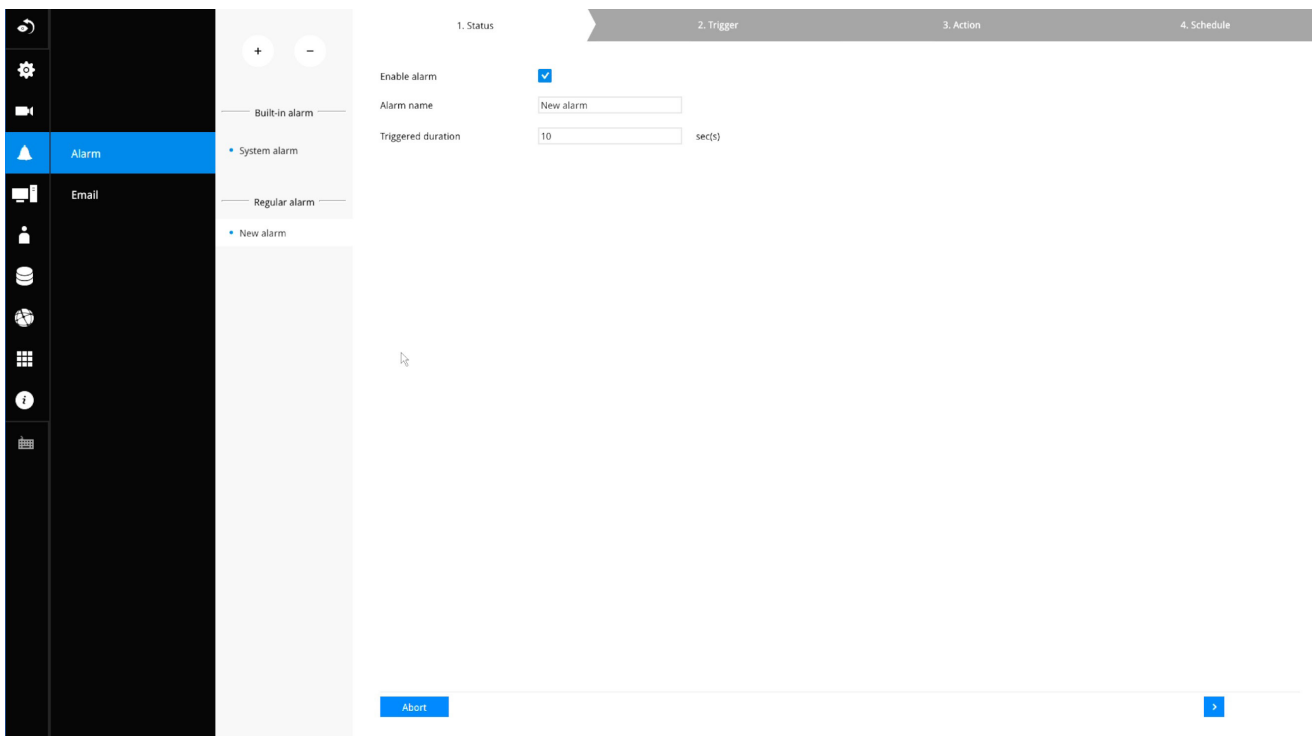 1. Status
2. Trigger
3. Action
4. Schedule
+
−
Enable alarm
Alarm name
New alarm
Triggered duration
10
sec(s)
Built-in alarm
System alarm
Regular alarm
New alarm
Alarm
Email
i
Abort
>